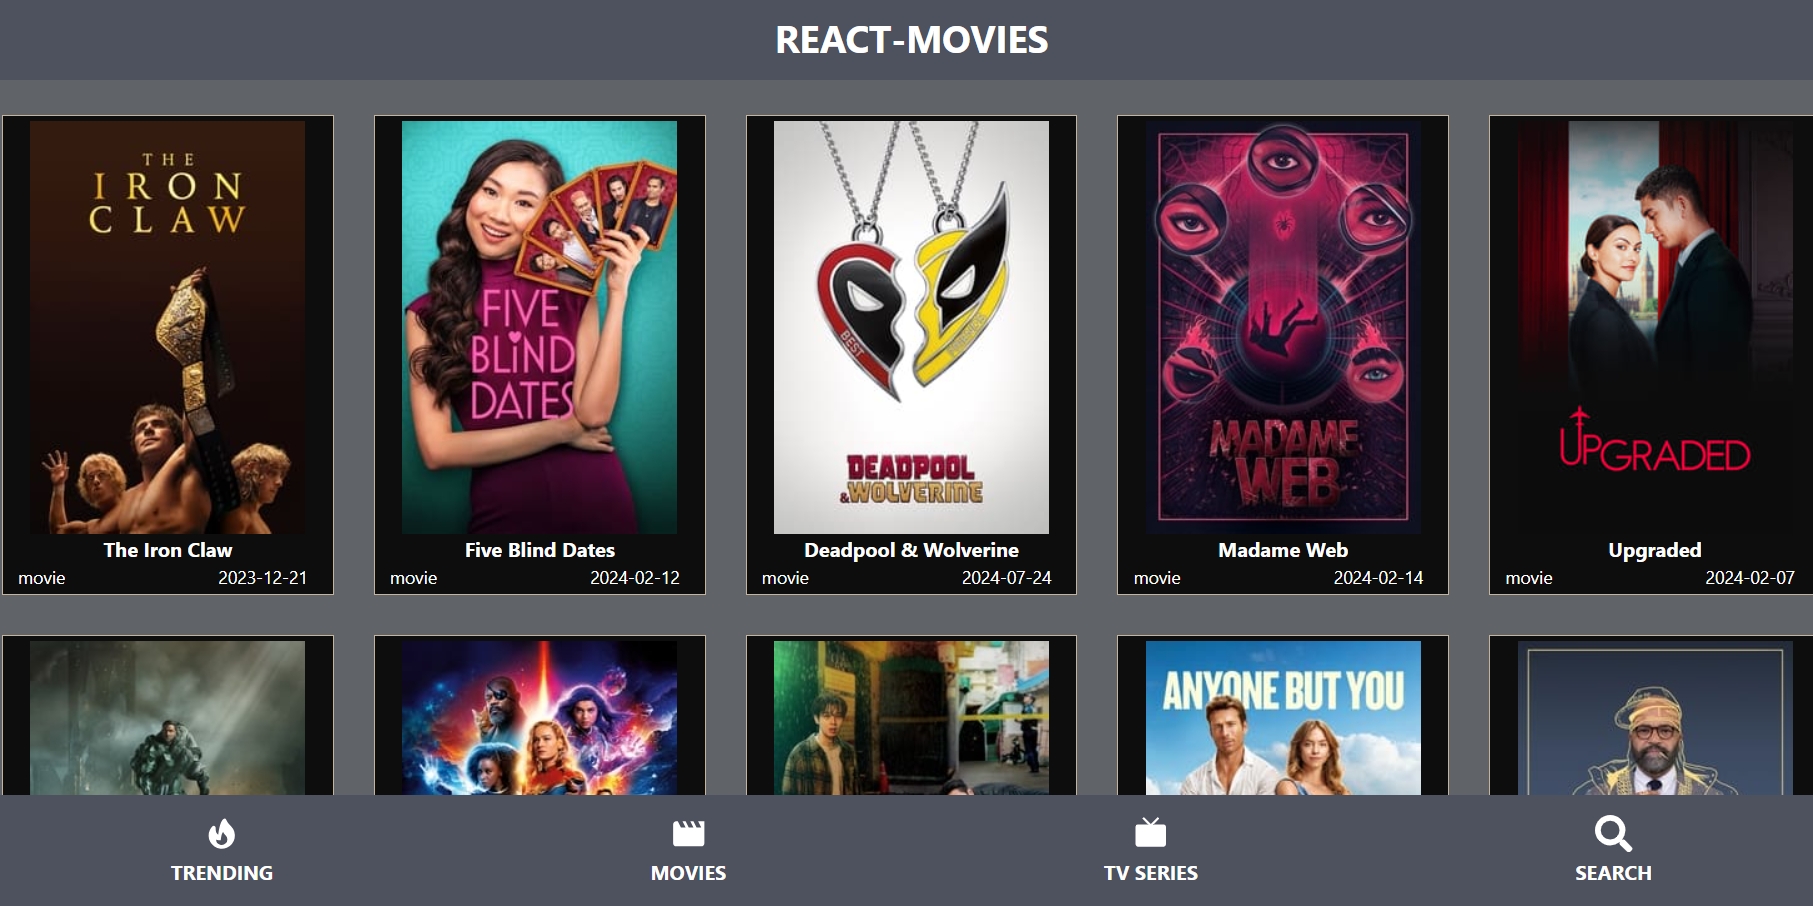 REACT-MOVIES
THE
IRON
CLAW
The Iron Claw
movie 2023-12-21
FIVE
BLIND
DATES
Five Blind Dates
movie 2024-02-12
BEST
DEADPOOL
&WOLVERINE
Deadpool & Wolverine
movie 2024-07-24
MADAME
WEB
Madame Web
movie 2024-02-14
UPGRADED
Upgraded
movie 2024-02-07
ANYONE BUT YOU
TRENDING
MOVIES
TV SERIES
SEARCH